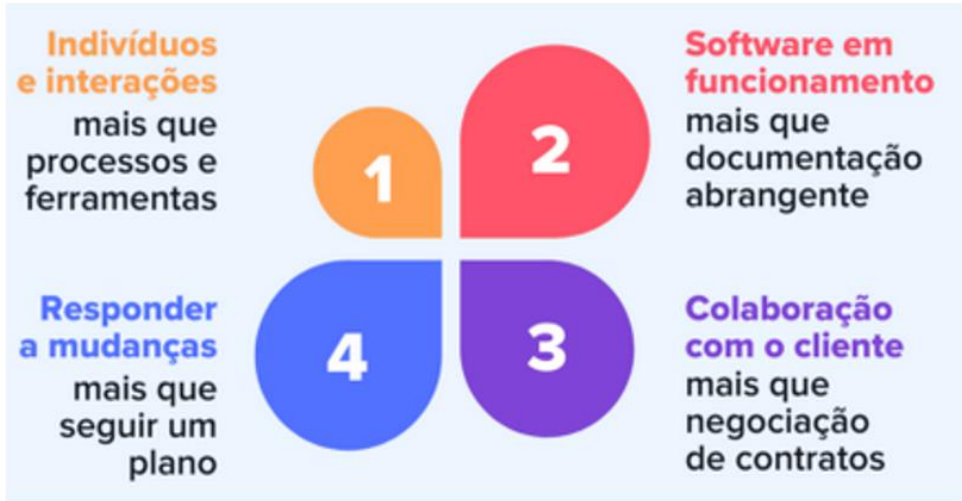 Indivíduos
e interações
mais que
processos e
ferramentas
1
2
Software em
funcionamento
mais que
documentação
abrangente
Responder
a mudanças
mais que
seguir um
plano
4
3
Colaboração
com o cliente
mais que
negociação
de contratos